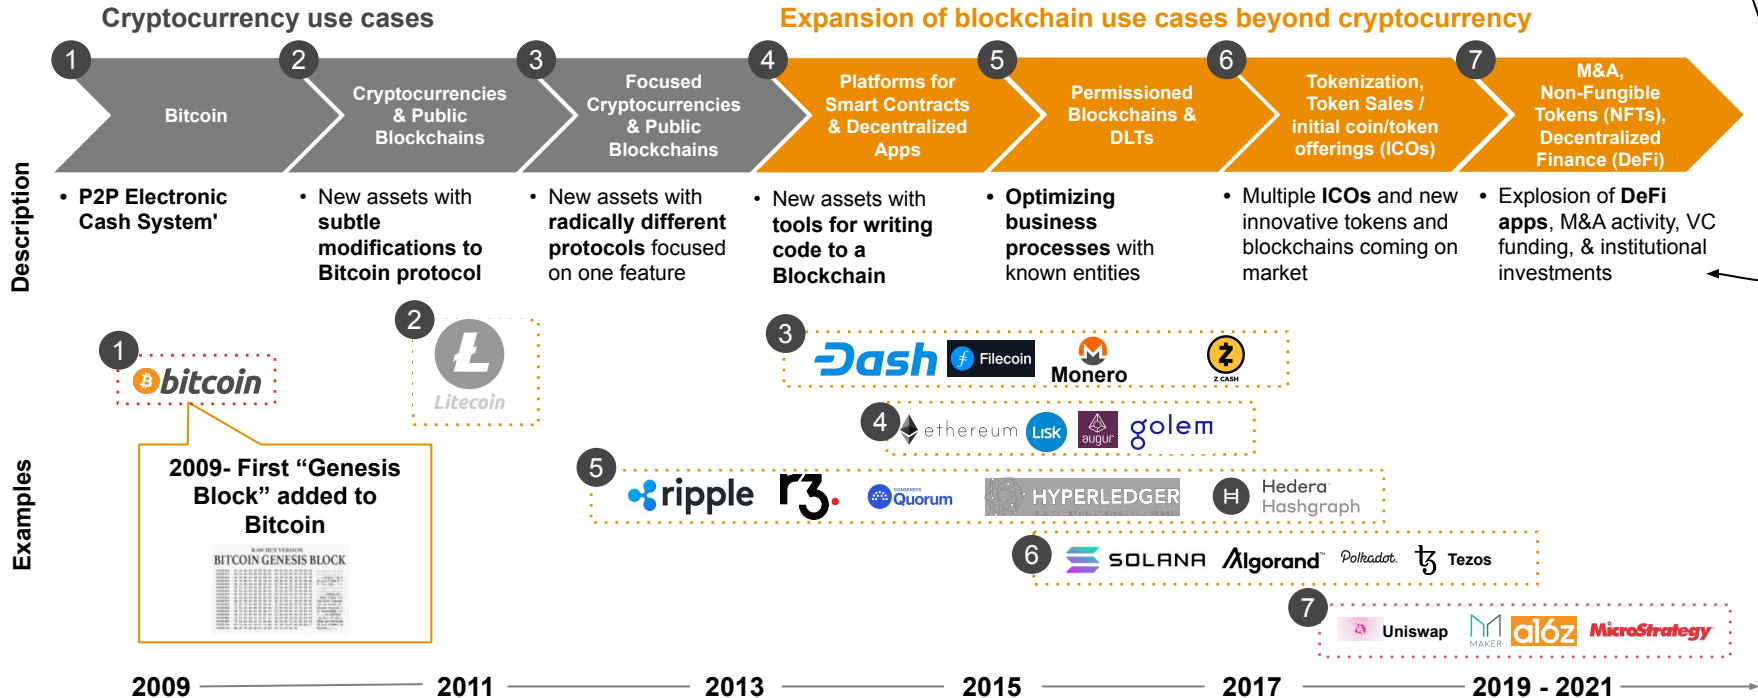 Cryptocurrency use cases
Expansion of blockchain use cases beyond cryptocurrency
1
Bitcoin
2
Cryptocurrencies
& Public
Blockchains
3
Focused
Cryptocurrencies
& Public
Blockchains
4
Platforms for
Smart Contracts
& Decentralized
Apps
5
Permissioned
Blockchains &
DLTs
6
Tokenization,
Token Sales /
initial coin/token
offerings (ICOs)
7
M&A,
Non-Fungible
Tokens (NFTs),
Decentralized
Finance (DeFi)
Description
• P2P Electronic
Cash System'
• New assets with
subtle
modifications to
Bitcoin protocol
• New assets with
radically different
protocols focused
on one feature
• New assets with
tools for writing
code to a
Blockchain
• Optimizing
business
processes with
known entities
• Multiple ICOs and new
innovative tokens and
blockchains coming on
market
• Explosion of DeFi
apps, M&A activity, VC
funding, & institutional
investments
Examples
1
bitcoin
2009- First “Genesis
Block” added to
Bitcoin
RAW HEX VERSION
BITCOIN GENESIS BLOCK
2
Litecoin
3
Dash
Filecoin
Monero
Z CASH
4
ethereum
Lisk
augur
golem
5
ripple
r3.
CONSENSYS
Quorum
HYPERLEDGER
Hedera™
Hashgraph
6
SOLANA
Algorand™
Polkadot.
Tezos
7
Uniswap
MAKER
a16z
MicroStrategy
2009
2011
2013
2015
2017
2019 - 2021